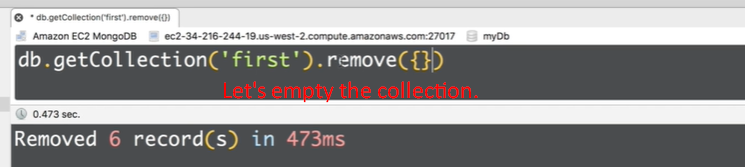 * db.getCollection('first').remove({})
Amazon EC2 MongoDB ec2-34-216-244-19.us-west-2.compute.amazonaws.com:27017 myDb
db.getCollection('first').remove({})
Let's empty the collection.
0.473 sec.
Removed 6 record(s) in 473ms